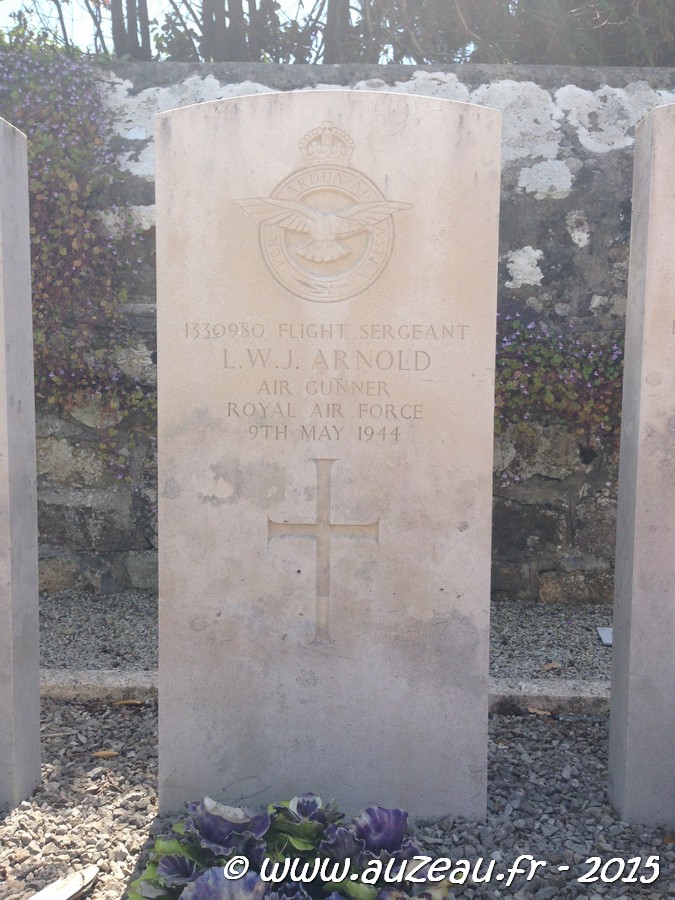 PER ARDUA AD ASTRA
1330980 FLIGHT SERGEANT
L.W.J. ARNOLD
AIR GUNNER
ROYAL AIR FORCE
9TH MAY 1944
© www.auzeau.fr - 2015